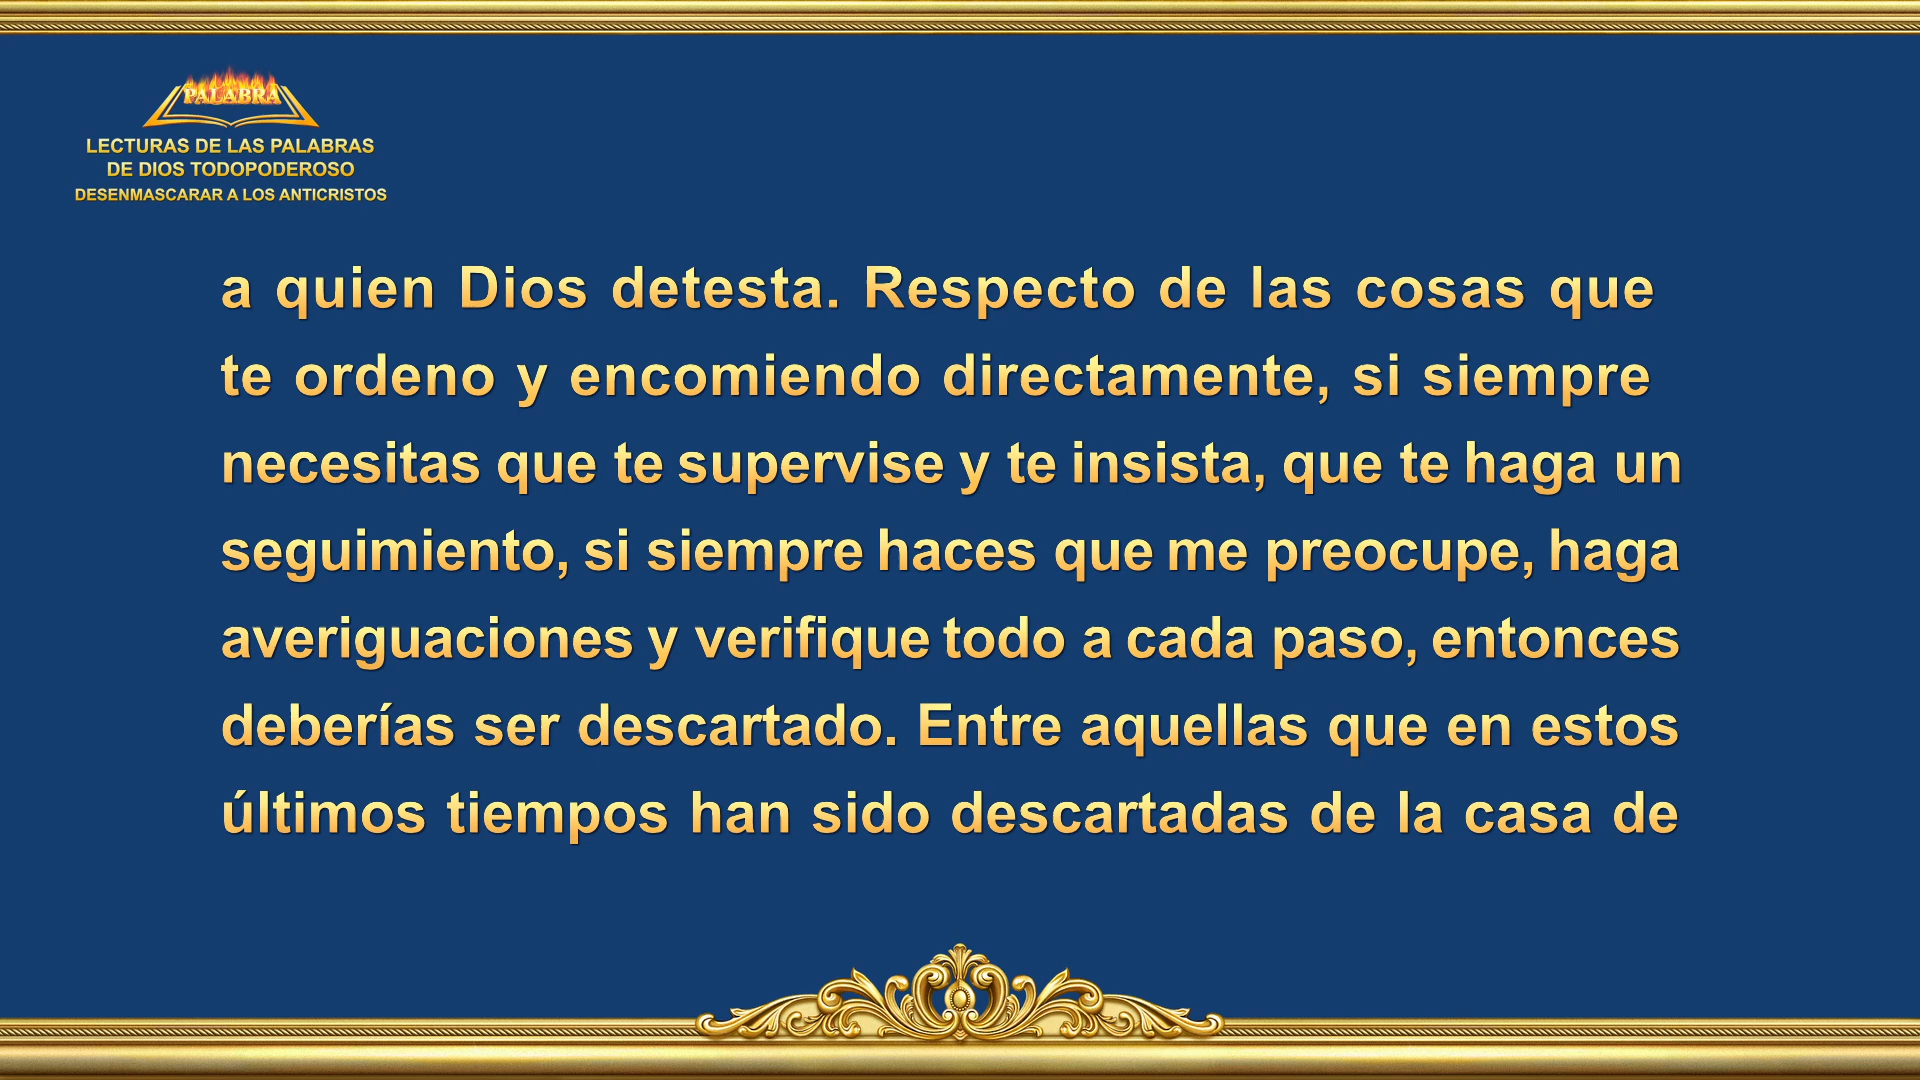 PALABRA
LECTURAS DE LAS PALABRAS
DE DIOS TODOPODEROSO
DESENMASCARAR A LOS ANTICRISTOS
a quien Dios detesta. Respecto de las cosas que
te ordeno y encomiendo directamente, si siempre
necesitas que te supervise y te insista, que te haga un
seguimiento, si siempre haces que me preocupe, haga
averiguaciones y verifique todo a cada paso, entonces
deberías ser descartado. Entre aquellas que en estos
últimos tiempos han sido descartadas de la casa de